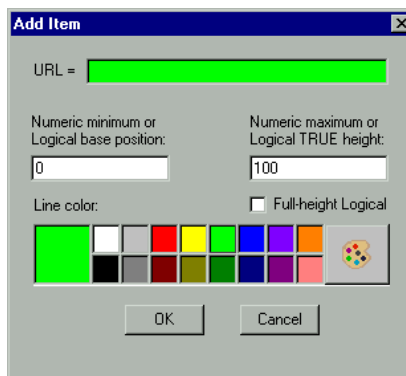 Add Item
URL =
Numeric minimum or
Logical base position:
Numeric maximum or
Logical TRUE height:
0
100
Line color:
Full-height Logical
OK
Cancel